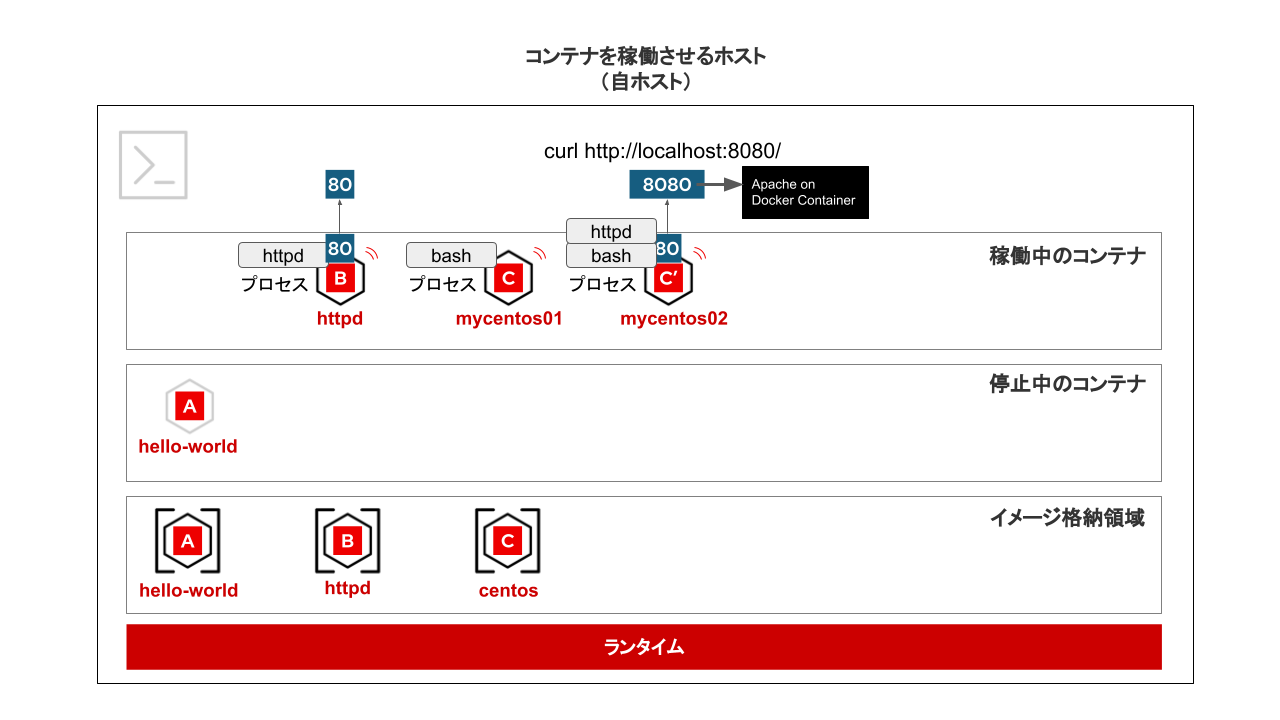 コンテナを稼働させるホスト
（自ホスト）
curl http://localhost:8080/
80
8080
Apache on
Docker Container
httpd
80
httpd
プロセス
B
httpd
bash
プロセス
C
mycentos01
bash
80
プロセス
C′
mycentos02
稼働中のコンテナ
停止中のコンテナ
A
hello-world
イメージ格納領域
A
hello-world
B
httpd
C
centos
ランタイム